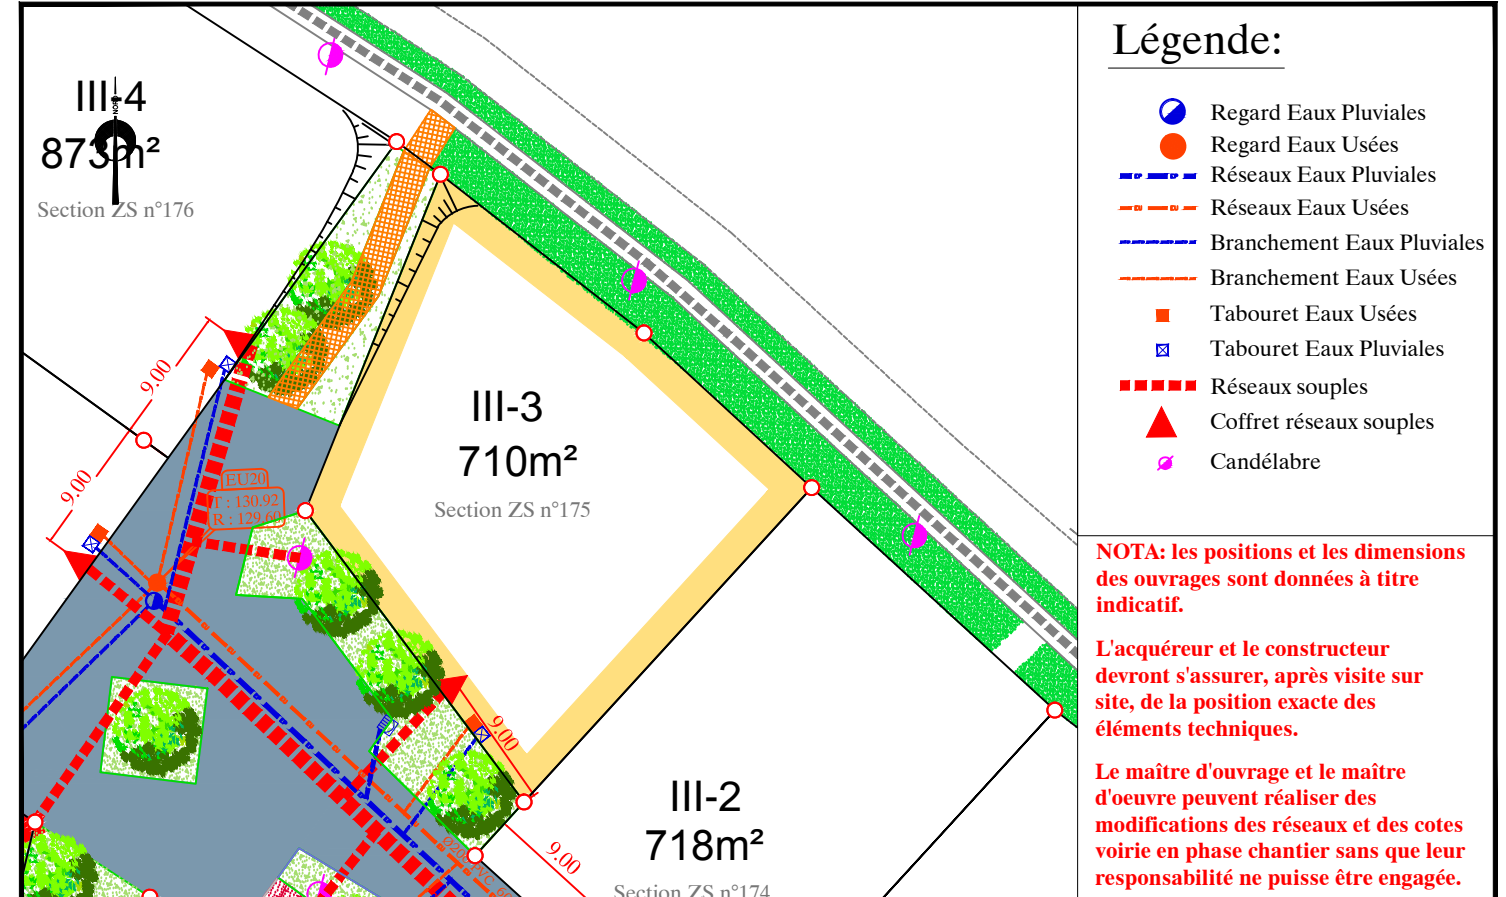 Légende:
Regard Eaux Pluviales
Regard Eaux Usées
Réseaux Eaux Pluviales
Réseaux Eaux Usées
Branchement Eaux Pluviales
Branchement Eaux Usées
Tabouret Eaux Usées
Tabouret Eaux Pluviales
Réseaux souples
Coffret réseaux souples
Candélabre
NOTA: les positions et les dimensions
des ouvrages sont données à titre
indicatif.
L'acquéreur et le constructeur
devront s'assurer, après visite sur
site, de la position exacte des
éléments techniques.
Le maître d'ouvrage et le maître
d'oeuvre peuvent réaliser des
modifications des réseaux et des cotes
voirie en phase chantier sans que leur
responsabilité ne puisse être engagée.
III-4
873m²
Section ZS n°176
NORD
9.00
9.00
EU20
T : 130.92
R : 129.60
III-3
710m²
Section ZS n°175
9.00
9.00
III-2
718m²
Section ZS n°174